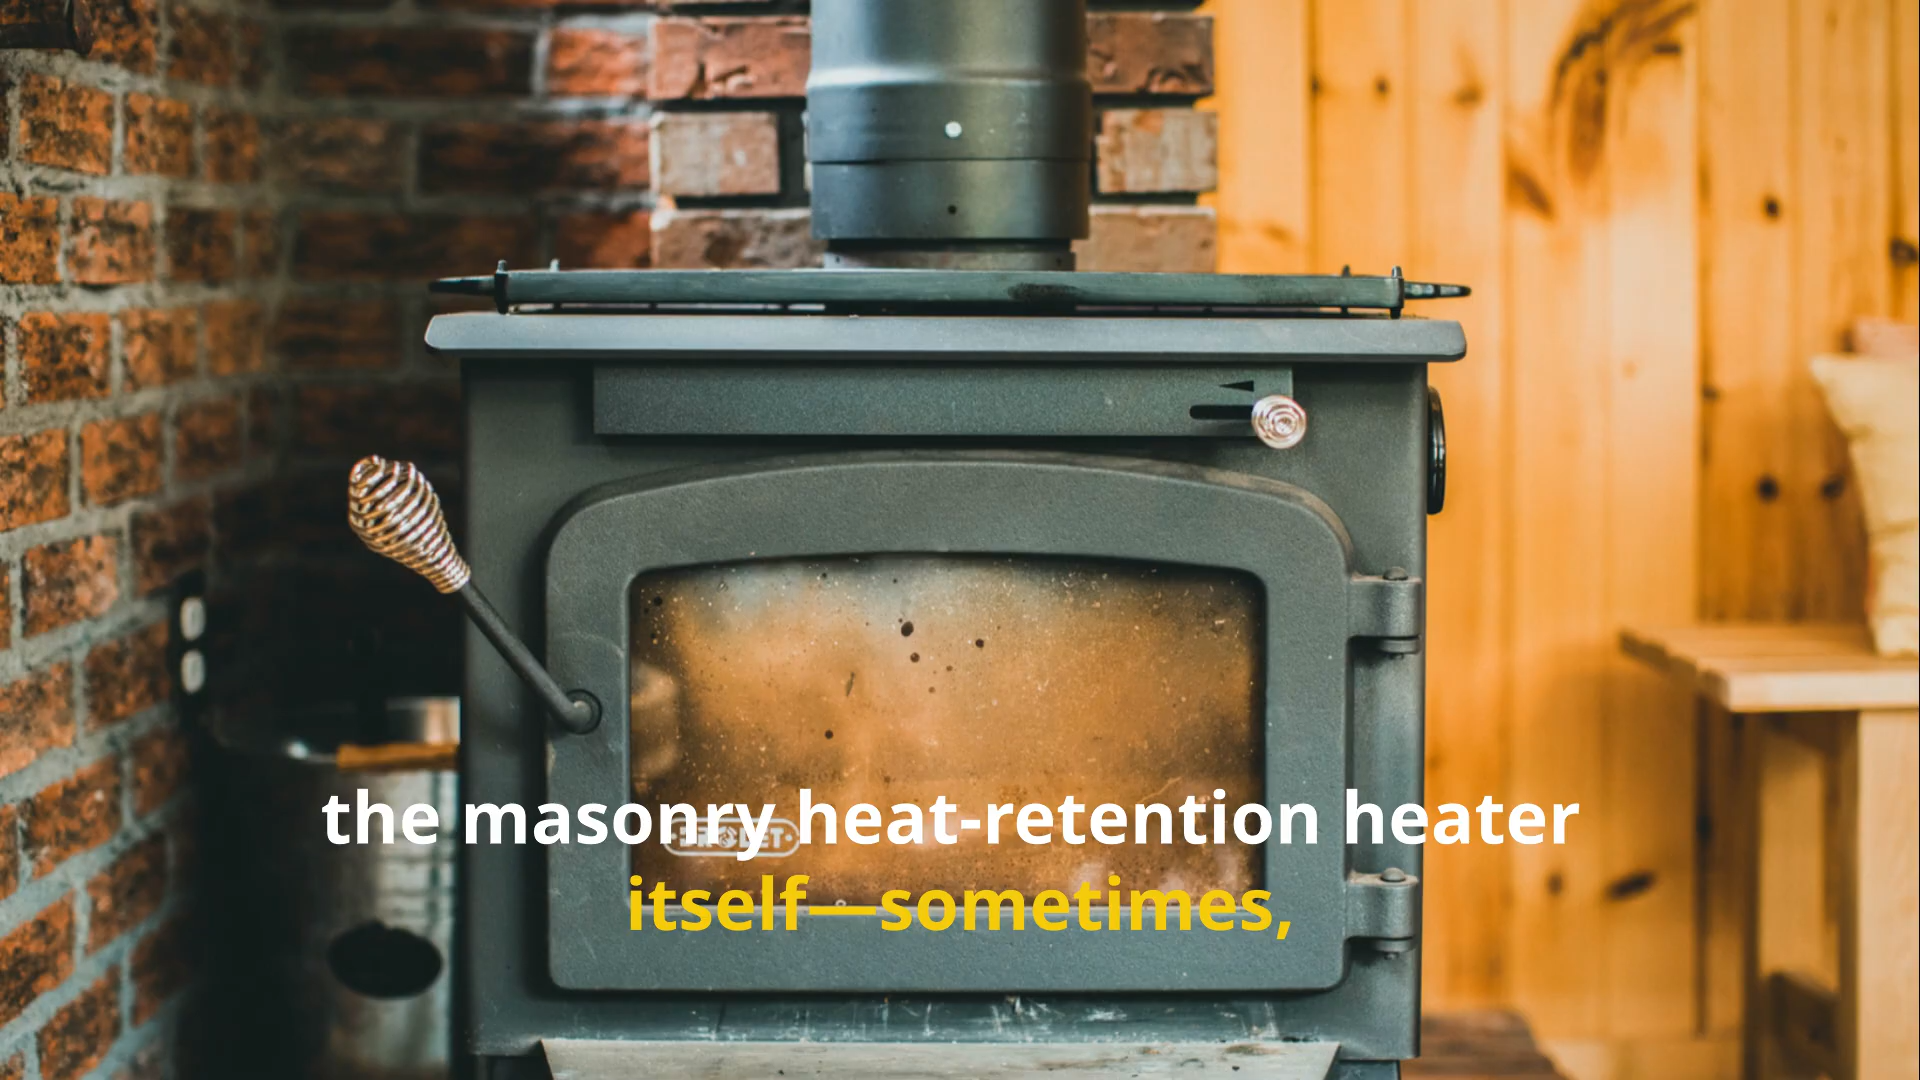 the masonry heat-retention heater
itself—sometimes,